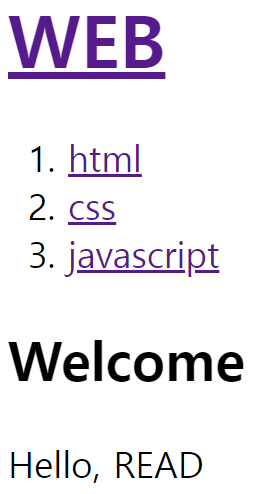 WEB
1. html
2. css
3. javascript
Welcome
Hello, READ